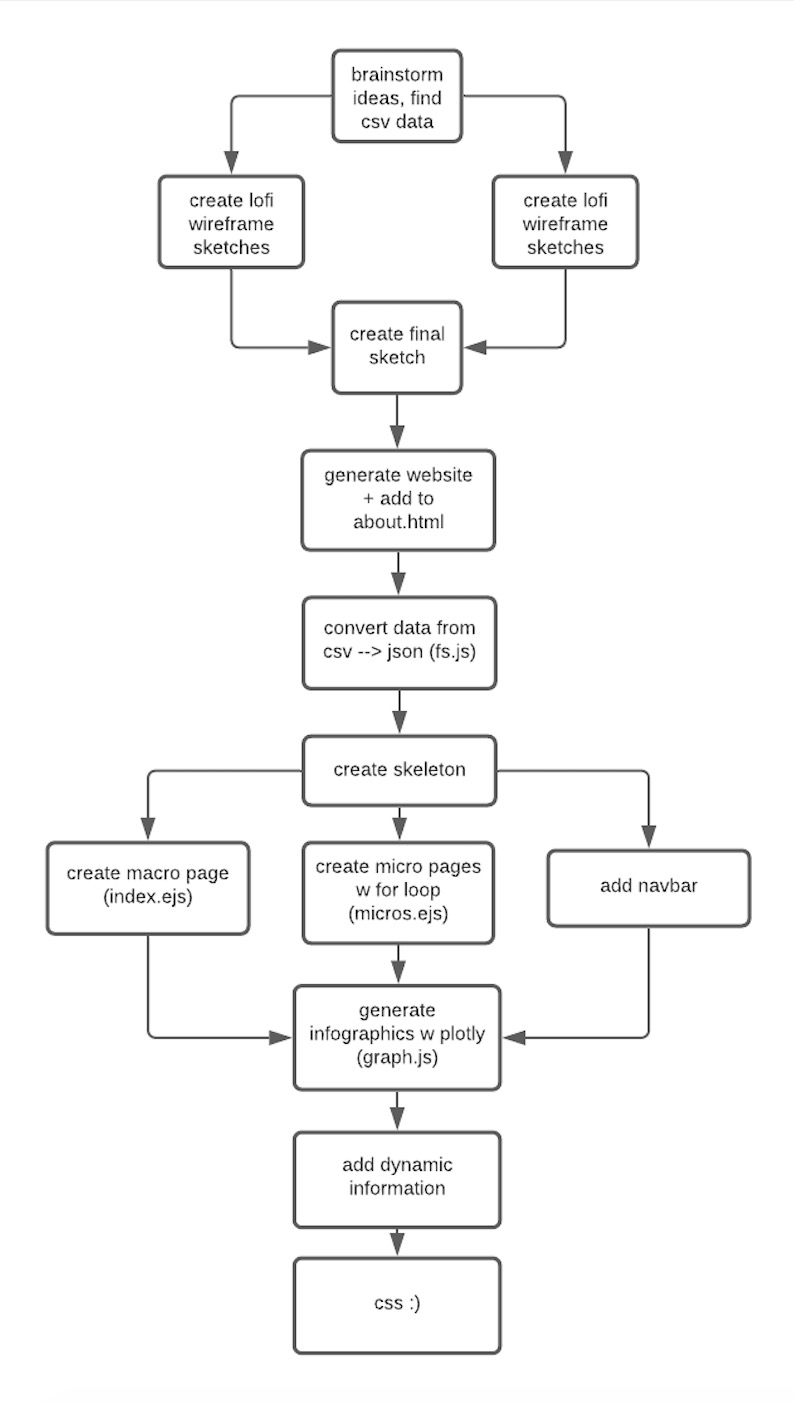 brainstorm
ideas, find
csv data
create lofi
wireframe
sketches
create lofi
wireframe
sketches
create final
sketch
generate website
+ add to
about.html
convert data from
csv --> json (fs.js)
create skeleton
create macro page
(index.ejs)
create micro pages
w for loop
(micros.ejs)
add navbar
generate
infographics w plotly
(graph.js)
add dynamic
information
css :)